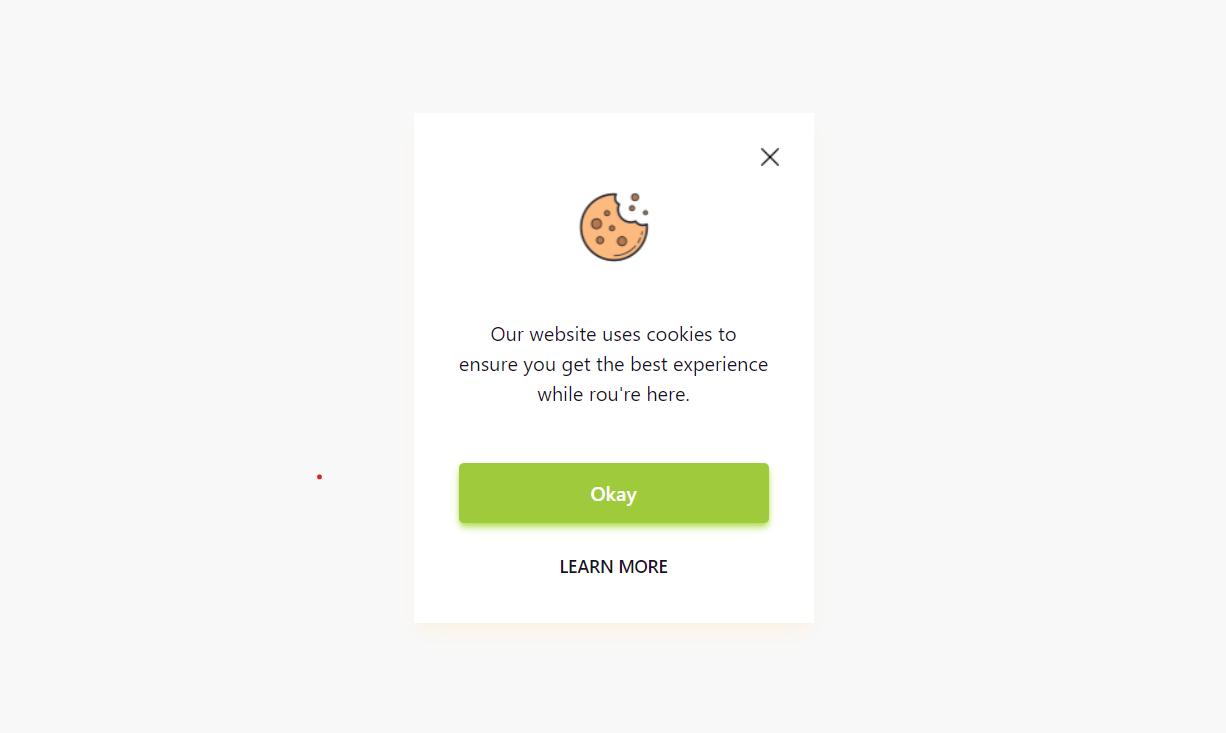 Our website uses cookies to
ensure you get the best experience
while rou're here.
Okay
LEARN MORE